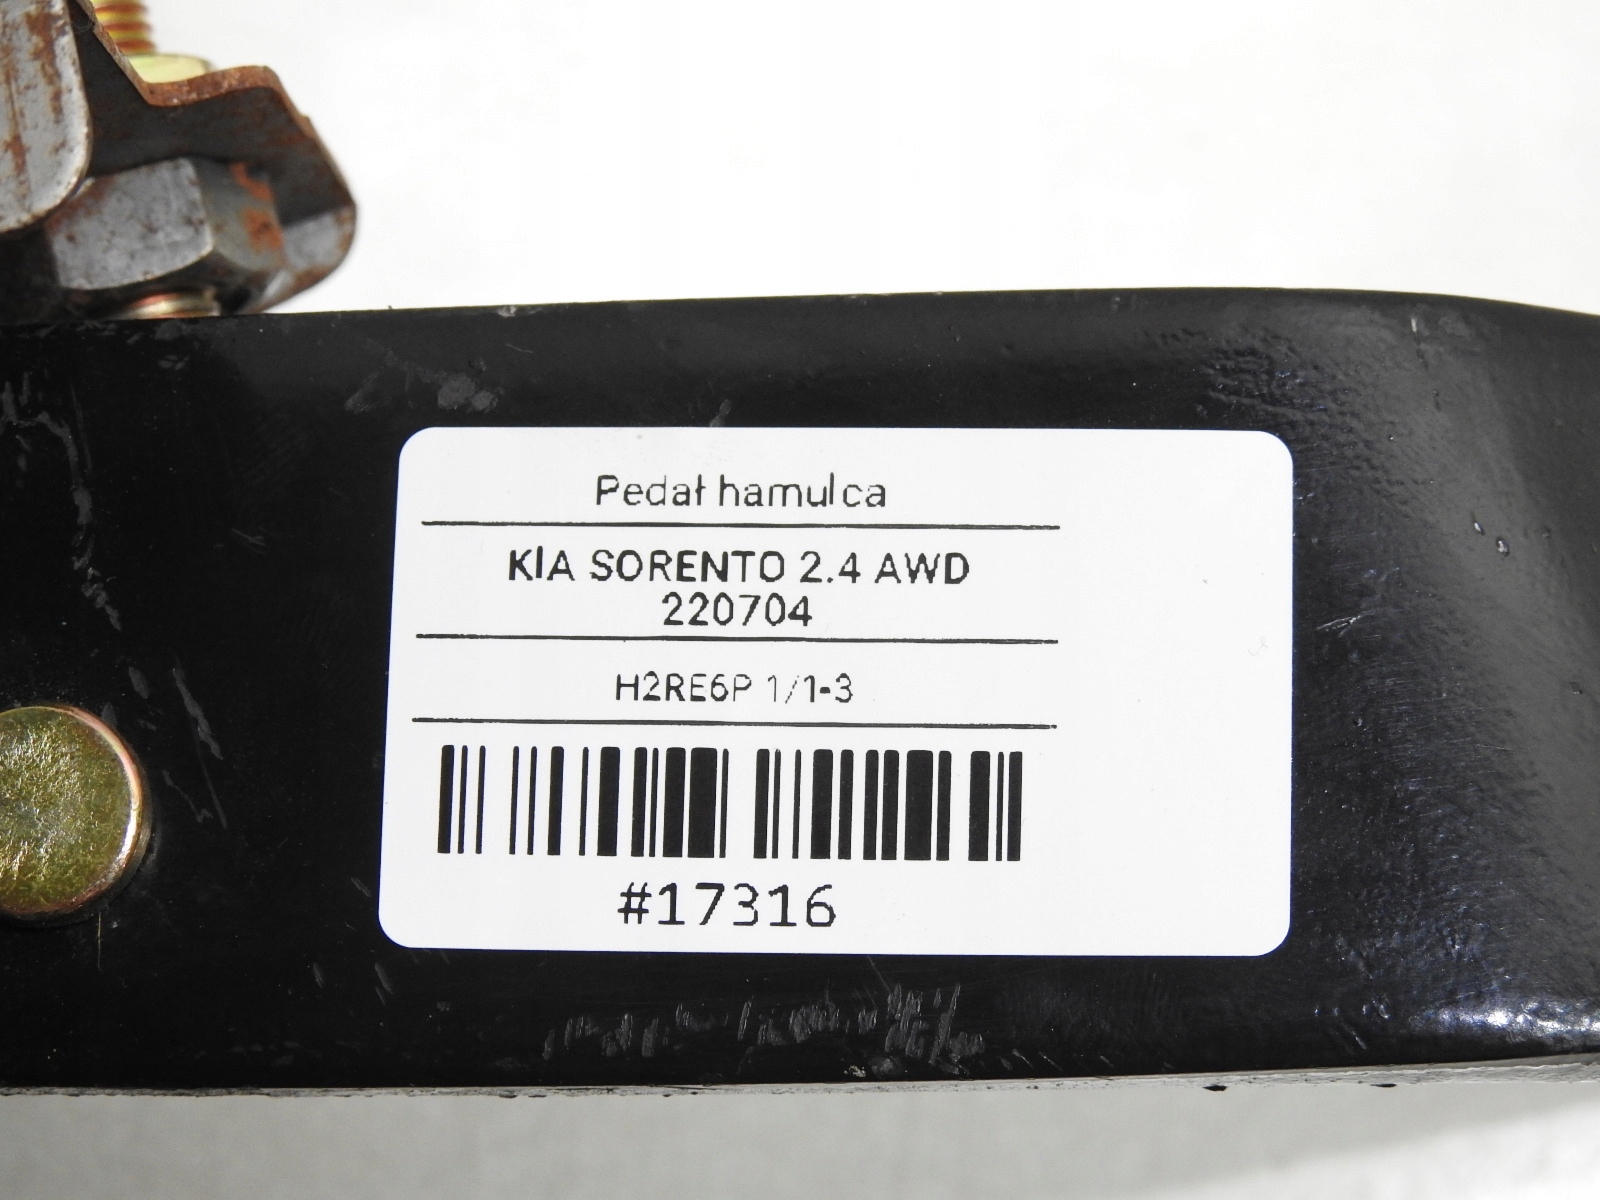 Pedał hamulca
KIA SORENTO 2.4 AWD
220704
H2RE6P 1/1-3
#17316